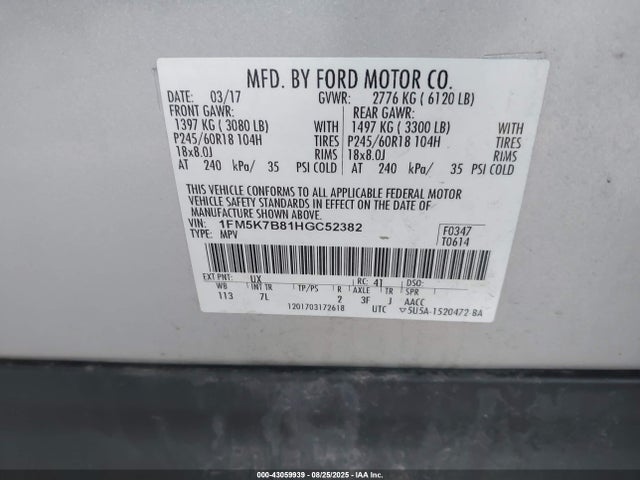 MFD. BY FORD MOTOR CO.
DATE: 03/17 GVWR: 2776 KG ( 6120 LB)
FRONT GAWR: REAR GAWR:
1397 KG ( 3080 LB) WITH 1497 KG ( 3300 LB) WITH
P245/60R18 104H TIRES P245/60R18 104H TIRES
18x8.0J RIMS 18x8.0J RIMS
AT 240 kPa/ 35 PSI COLD AT 240 kPa/ 35 PSI COLD
THIS VEHICLE CONFORMS TO ALL APPLICABLE FEDERAL MOTOR
VEHICLE SAFETY STANDARDS IN EFFECT ON THE DATE OF
MANUFACTURE SHOWN ABOVE.
VIN: 1FM5K7B81HGC52382 F0347
TYPE: MPV T0614
EXT PNT: UX RC: 41 DSO:
WB INT TR TP/PS R AXLE TR SPR
113 7L 2 3F J AACC
1201703172618 UTC 5U5A-1520472-BA
000-43059939 - 08/25/2025 - IAAI.COM